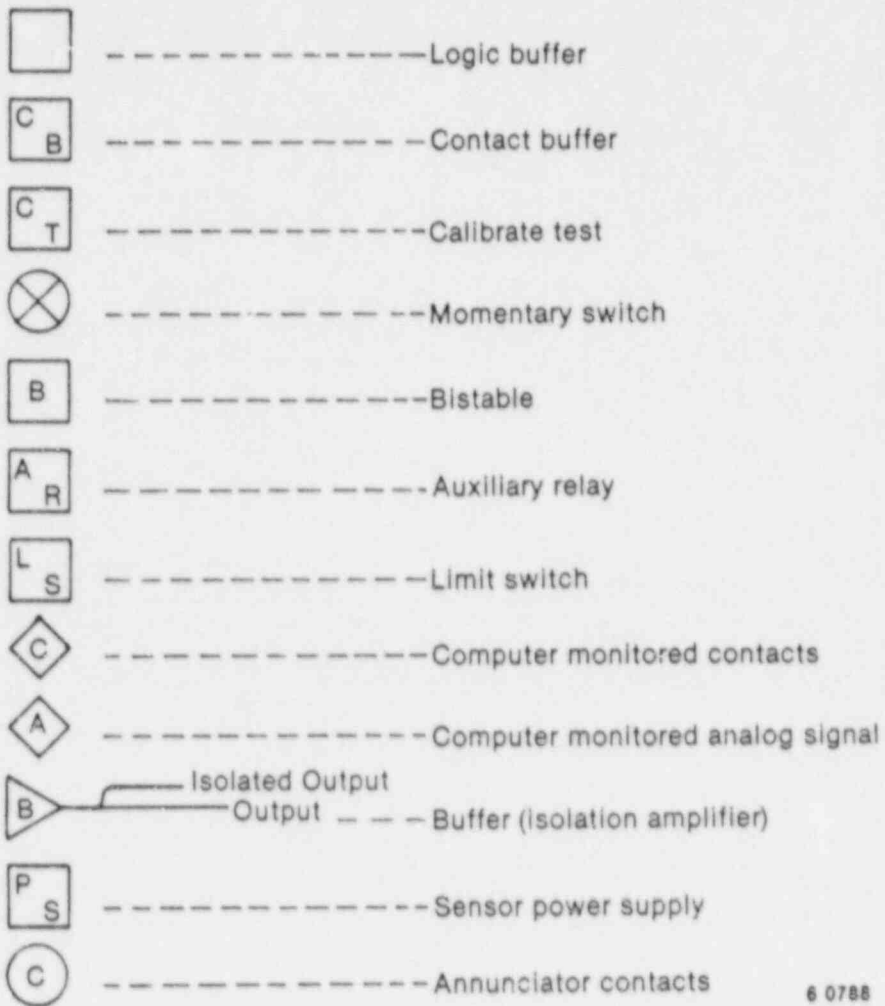 Logic buffer
C B Contact buffer
C T Calibrate test
Momentary switch
B Bistable
A R Auxiliary relay
L S Limit switch
C Computer monitored contacts
A Computer monitored analog signal
Isolated Output
B Output Buffer (isolation amplifier)
P S Sensor power supply
C Annunciator contacts
6 0788